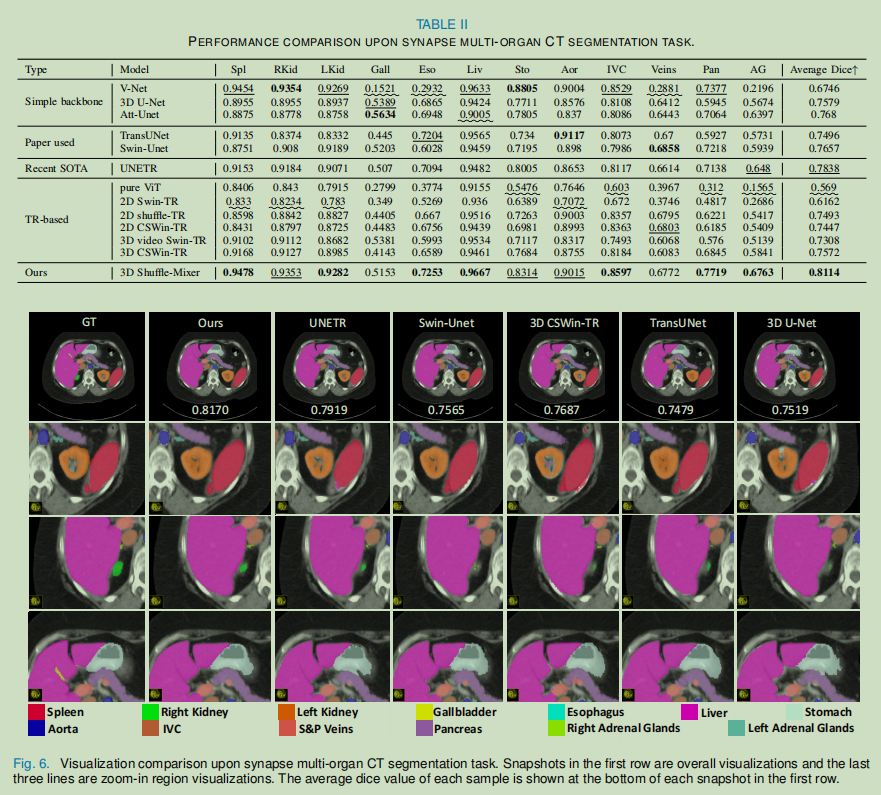 TABLE II
PERFORMANCE COMPARISON UPON SYNAPSE MULTI-ORGAN CT SEGMENTATION TASK.
Type Model Spl RKid LKid Gall Eso Liv Sto Aor IVC Veins Pan AG Average Dice↑
Simple backbone
V-Net 0.9454 0.9354 0.9269 0.1521 0.2932 0.9633 0.8805 0.9004 0.8529 0.2881 0.7377 0.2196 0.6746
3D U-Net 0.8955 0.8955 0.8937 0.5389 0.6865 0.9424 0.7711 0.8576 0.8108 0.6412 0.5945 0.5674 0.7579
Att-Unet 0.8875 0.8778 0.8758 0.5634 0.6948 0.9005 0.7805 0.837 0.8086 0.6443 0.7064 0.6397 0.768
Paper used
TransUNet 0.9135 0.8374 0.8332 0.445 0.7204 0.9565 0.734 0.9117 0.8073 0.67 0.5927 0.5731 0.7496
Swin-Unet 0.8751 0.908 0.9189 0.5203 0.6028 0.9459 0.7195 0.898 0.7986 0.6858 0.7218 0.5939 0.7657
Recent SOTA UNETR 0.9153 0.9184 0.9071 0.507 0.7094 0.9482 0.8005 0.8653 0.8117 0.6614 0.7138 0.648 0.7838
TR-based
pure ViT 0.8406 0.843 0.7915 0.2799 0.3774 0.9155 0.5476 0.7646 0.603 0.3967 0.312 0.1565 0.569
2D Swin-TR 0.833 0.8234 0.783 0.349 0.5269 0.936 0.6389 0.7072 0.672 0.3746 0.4817 0.2686 0.6162
2D shuffle-TR 0.8598 0.8842 0.8827 0.4405 0.667 0.9516 0.7263 0.9003 0.8357 0.6795 0.6221 0.5417 0.7493
2D CSWin-TR 0.8431 0.8797 0.8725 0.4483 0.6756 0.9439 0.6981 0.8993 0.8363 0.6803 0.6185 0.5409 0.7447
3D video Swin-TR 0.9102 0.9112 0.8682 0.5381 0.5993 0.9534 0.7117 0.8317 0.7493 0.6068 0.576 0.5139 0.7308
3D CSWin-TR 0.9168 0.9127 0.8985 0.4143 0.6589 0.9461 0.7684 0.8755 0.8184 0.6083 0.6845 0.5841 0.7572
Ours 3D Shuffle-Mixer 0.9478 0.9353 0.9282 0.5153 0.7253 0.9667 0.8314 0.9015 0.8597 0.6772 0.7719 0.6763 0.8114
GT Ours UNETR Swin-Unet 3D CSWin-TR TransUNet 3D U-Net
0.8170 0.7919 0.7565 0.7687 0.7479 0.7519
Spleen Right Kidney Left Kidney Gallbladder Esophagus Liver Stomach
Aorta IVC S&P Veins Pancreas Right Adrenal Glands Left Adrenal Glands
Fig. 6. Visualization comparison upon synapse multi-organ CT segmentation task. Snapshots in the first row are overall visualizations and the last
three lines are zoom-in region visualizations. The average dice value of each sample is shown at the bottom of each snapshot in the first row.